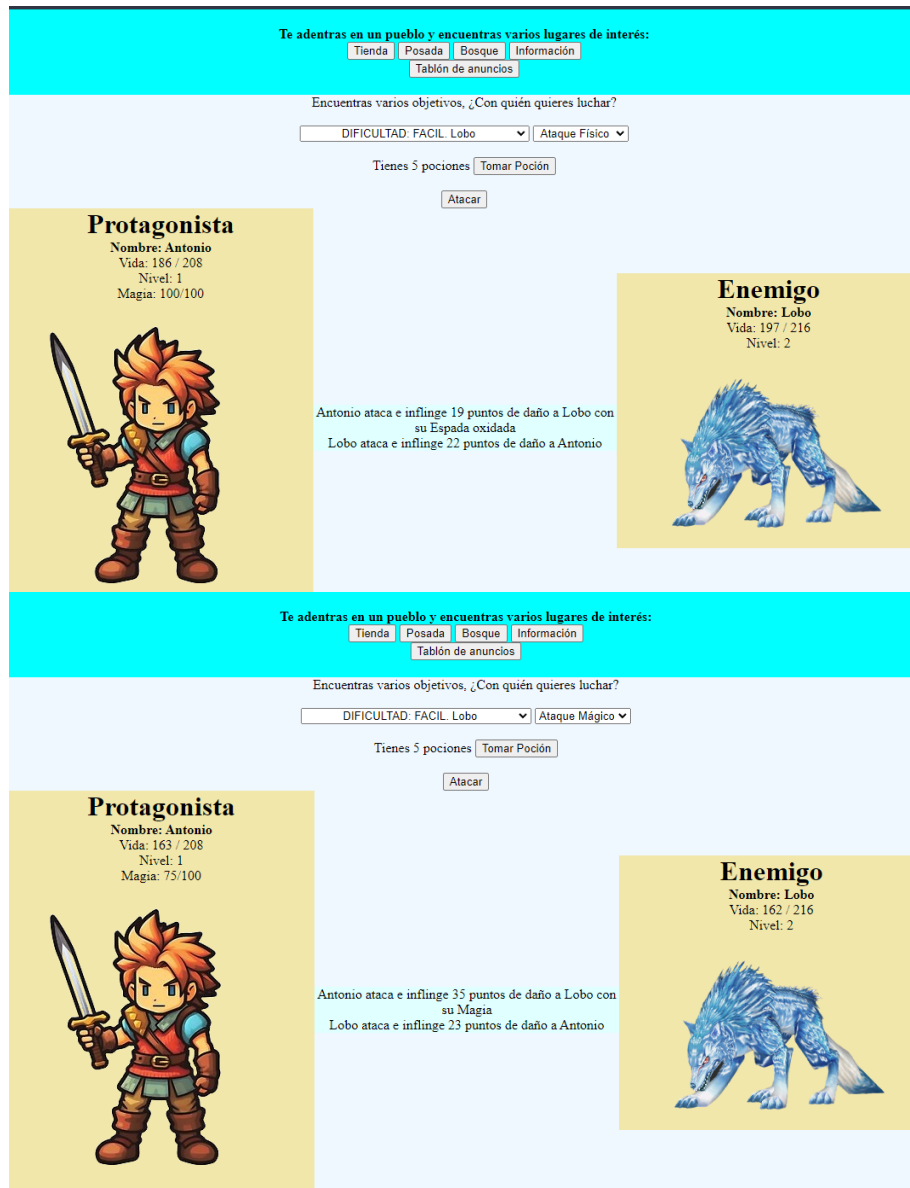 Te adentras en un pueblo y encuentras varios lugares de interés:
Tienda Posada Bosque Información
Tablón de anuncios
Encuentras varios objetivos, ¿Con quién quieres luchar?
DIFICULTAD: FACIL. Lobo Ataque Físico
Tienes 5 pociones Tomar Poción
Atacar
Protagonista
Nombre: Antonio
Vida: 186 / 208
Nivel: 1
Magia: 100/100
Antonio ataca e inflinge 19 puntos de daño a Lobo con
su Espada oxidada
Lobo ataca e inflinge 22 puntos de daño a Antonio
Enemigo
Nombre: Lobo
Vida: 197 / 216
Nivel: 2
Te adentras en un pueblo y encuentras varios lugares de interés:
Tienda Posada Bosque Información
Tablón de anuncios
Encuentras varios objetivos, ¿Con quién quieres luchar?
DIFICULTAD: FACIL. Lobo Ataque Mágico
Tienes 5 pociones Tomar Poción
Atacar
Protagonista
Nombre: Antonio
Vida: 163 / 208
Nivel: 1
Magia: 75/100
Antonio ataca e inflinge 35 puntos de daño a Lobo con
su Magia
Lobo ataca e inflinge 23 puntos de daño a Antonio
Enemigo
Nombre: Lobo
Vida: 162 / 216
Nivel: 2